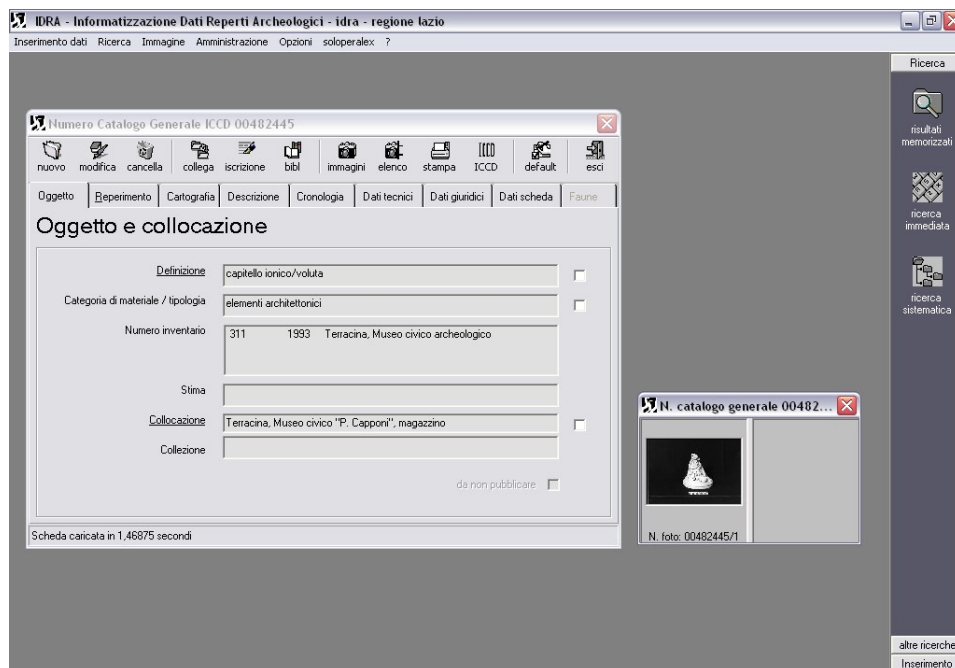 IDRA - Informatizzazione Dati Reperti Archeologici - idra - regione lazio
Inserimento dati Ricerca Immagine Amministrazione Opzioni soloperalex ?
Numero Catalogo Generale ICCD 00482445
nuovo modifica cancella collega iscrizione bibl immagini elenco stampa ICCD default esci
Oggetto Reperimento Cartografia Descrizione Cronologia Dati tecnici Dati giuridici Dati scheda Faune
Oggetto e collocazione
Definizione capitello ionico/voluta
Categoria di materiale / tipologia elementi architettonici
Numero inventario 311 1993 Terracina, Museo civico archeologico
Stima
Collocazione Terracina, Museo civico "P. Capponi", magazzino
Collezione
da non pubblicare
Scheda caricata in 1,46875 secondi
N. catalogo generale 00482...
N. foto: 00482445/1
Ricerca
risultati
memorizzati
ricerca
immediata
ricerca
sistematica
altre ricerche
Inserimento